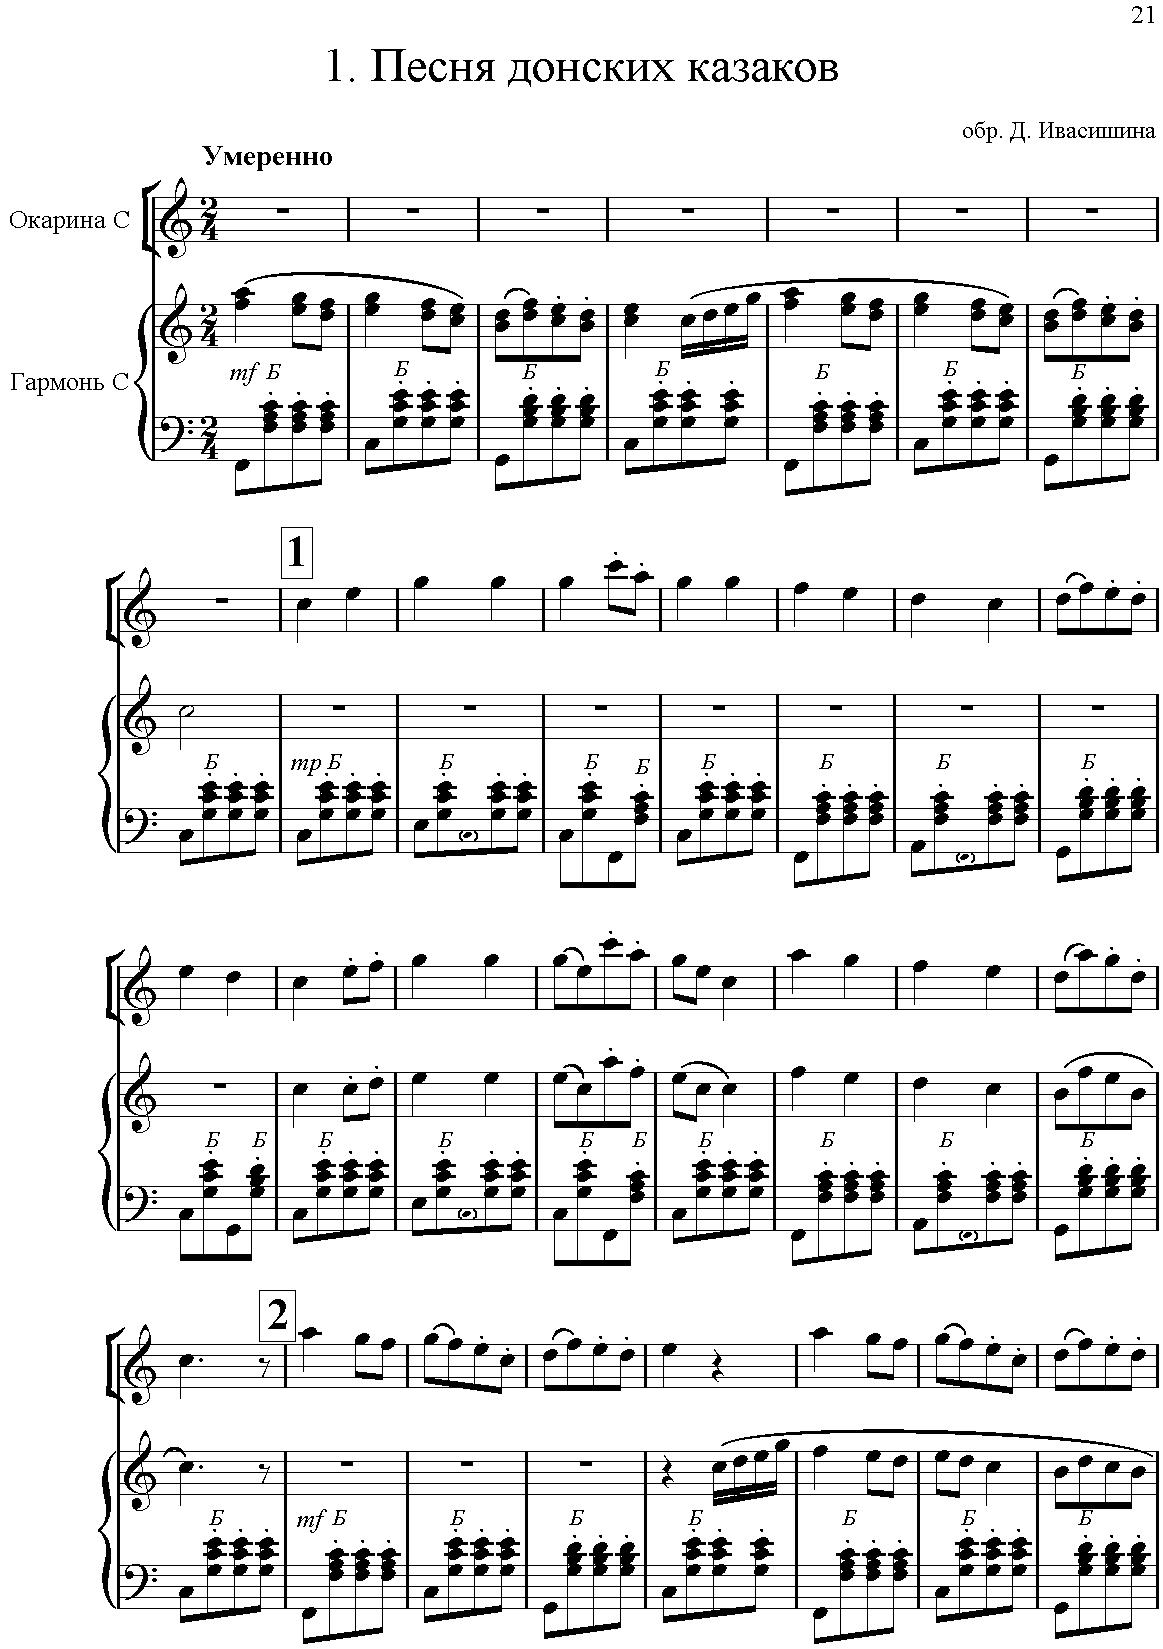 21
1. Песня донских казаков
обр. Д. Ивасишина
Умеренно
Окарина С
Гармонь С
mf Б Б Б Б Б Б Б
1
Б mp Б Б Б Б Б Б Б Б
Б Б Б Б Б Б Б Б Б Б
2
Б mf Б Б Б Б Б Б Б